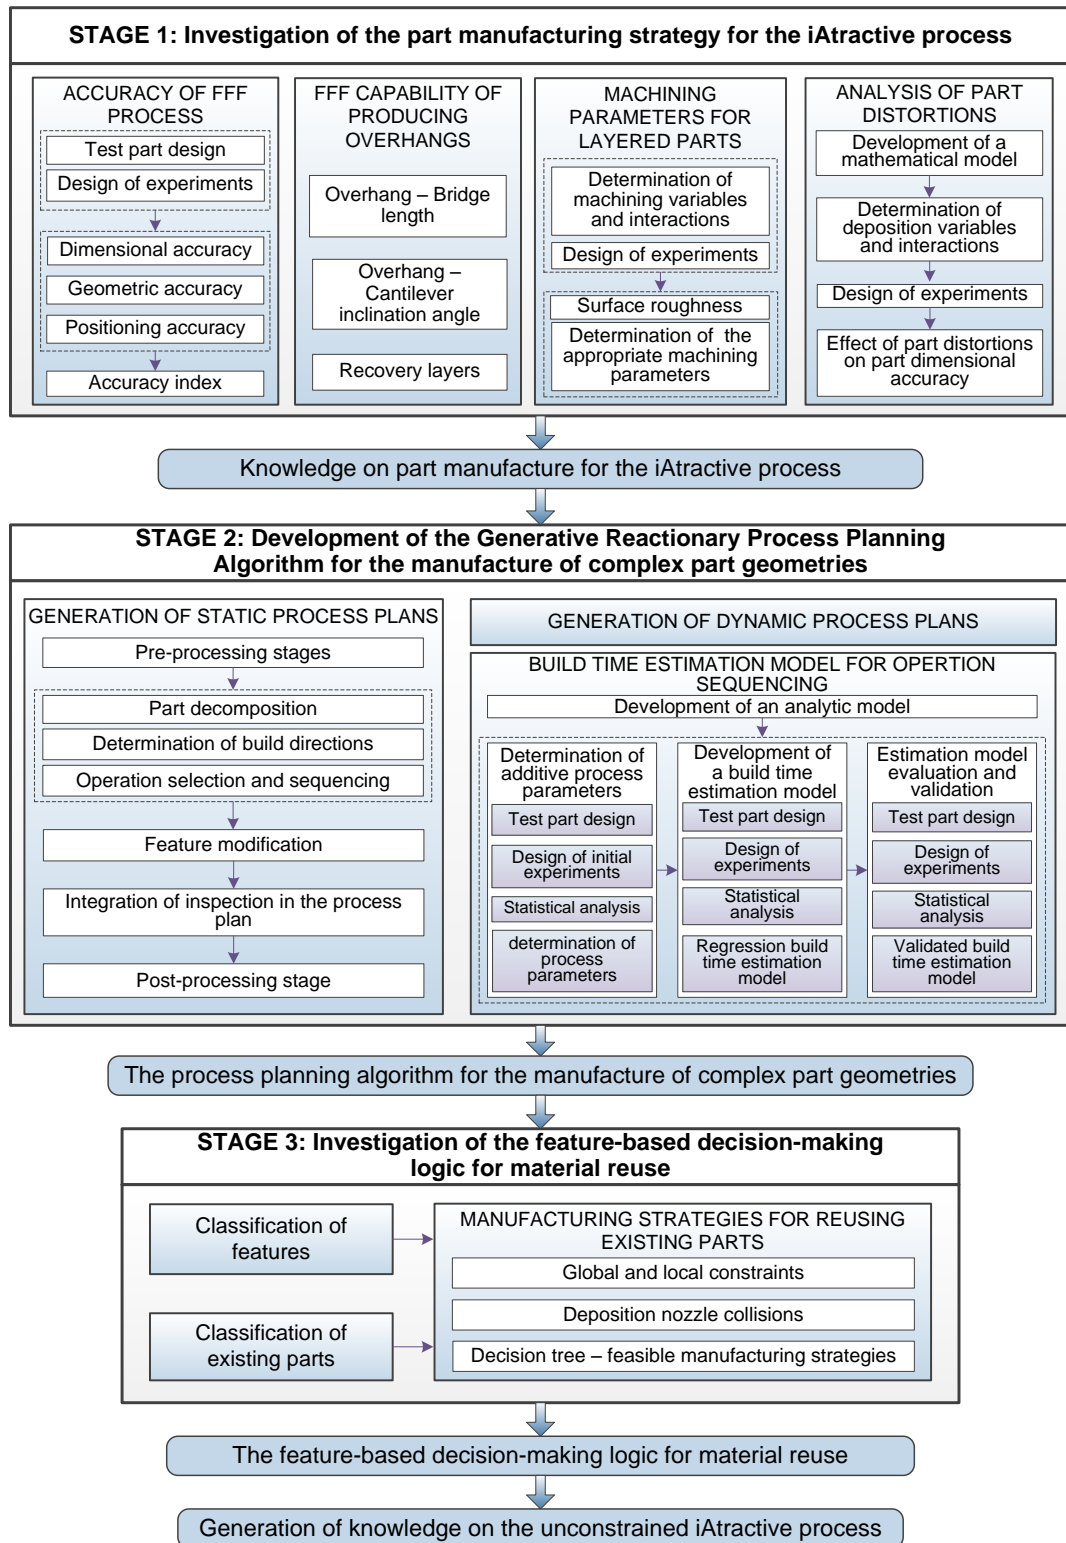 STAGE 1: Investigation of the part manufacturing strategy for the iAtractive process
ACCURACY OF FFF
PROCESS
Test part design
Design of experiments
Dimensional accuracy
Geometric accuracy
Positioning accuracy
Accuracy index
FFF CAPABILITY OF
PRODUCING
OVERHANGS
Overhang – Bridge
length
Overhang –
Cantilever
inclination angle
Recovery layers
MACHINING
PARAMETERS FOR
LAYERED PARTS
Determination of
machining variables
and interactions
Design of experiments
Surface roughness
Determination of the
appropriate machining
parameters
ANALYSIS OF PART
DISTORTIONS
Development of a
mathematical model
Determination of
deposition variables
and interactions
Design of experiments
Effect of part distortions
on part dimensional
accuracy
Knowledge on part manufacture for the iAtractive process
STAGE 2: Development of the Generative Reactionary Process Planning
Algorithm for the manufacture of complex part geometries
GENERATION OF STATIC PROCESS PLANS
Pre-processing stages
Part decomposition
Determination of build directions
Operation selection and sequencing
Feature modification
Integration of inspection in the process
plan
Post-processing stage
GENERATION OF DYNAMIC PROCESS PLANS
BUILD TIME ESTIMATION MODEL FOR OPERTION
SEQUENCING
Development of an analytic model
Determination of
additive process
parameters
Test part design
Design of initial
experiments
Statistical analysis
determination of
process
parameters
Development of
a build time
estimation model
Test part design
Design of
experiments
Statistical
analysis
Regression build
time estimation
model
Estimation model
evaluation and
validation
Test part design
Design of
experiments
Statistical
analysis
Validated build
time estimation
model
The process planning algorithm for the manufacture of complex part geometries
STAGE 3: Investigation of the feature-based decision-making
logic for material reuse
Classification of
features
Classification of
existing parts
MANUFACTURING STRATEGIES FOR REUSING
EXISTING PARTS
Global and local constraints
Deposition nozzle collisions
Decision tree – feasible manufacturing strategies
The feature-based decision-making logic for material reuse
Generation of knowledge on the unconstrained iAtractive process